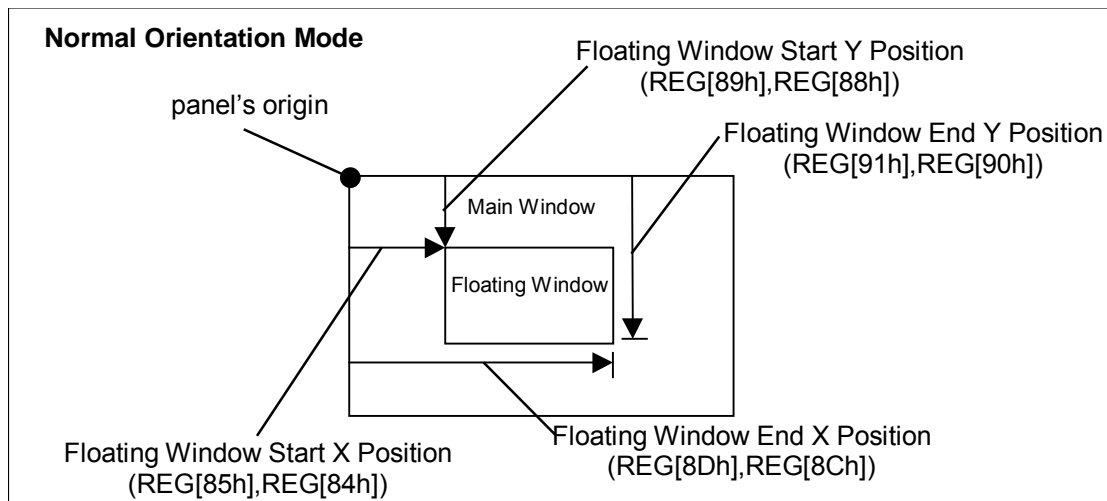 Normal Orientation Mode
Floating Window Start Y Position
(REG[89h],REG[88h])
panel's origin
Floating Window End Y Position
(REG[91h],REG[90h])
Main Window
Floating Window
Floating Window Start X Position
(REG[85h],REG[84h])
Floating Window End X Position
(REG[8Dh],REG[8Ch])